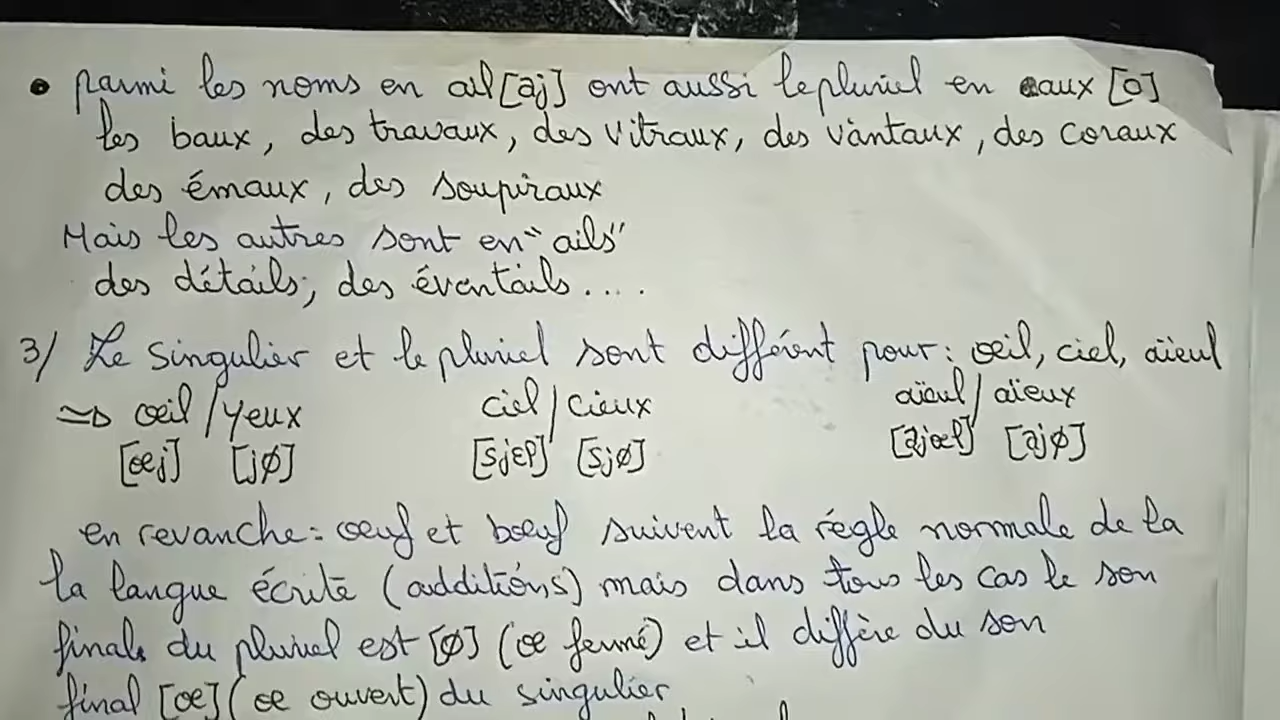 • parmi les noms en ail [aj] ont aussi le pluriel en eaux [o]
les baux, des travaux, des vitraux, des vantaux, des coraux
des émaux, des soupiraux
Mais les autres sont en "ails"
des détails, des éventails....
3/ Le singulier et le pluriel sont différent pour: œil, ciel, aïeul
⇒ œil / yeux ciel / cieux aïeul / aïeux
[œj] [jø] [sjεl] [sjø] [ajœl] [ajø]
en revanche: œuf et bœuf suivent la règle normale de la
la langue écrite (additions) mais dans tous les cas le son
finale du pluriel est [ø] (œ fermé) et il diffère du son
final [œ] (œ ouvert) du singulier